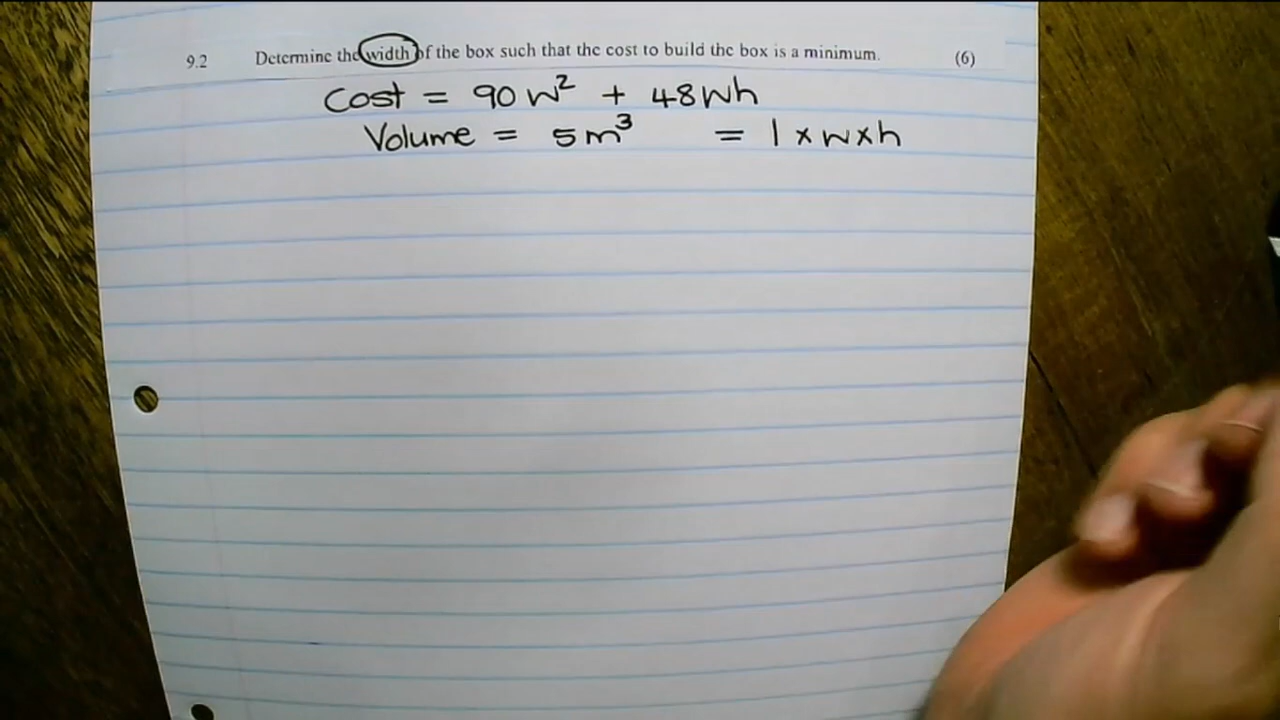 9.2 Determine the width of the box such that the cost to build the box is a minimum. (6)
Cost = 90w² + 48wh
Volume = 5m³ = l × w × h